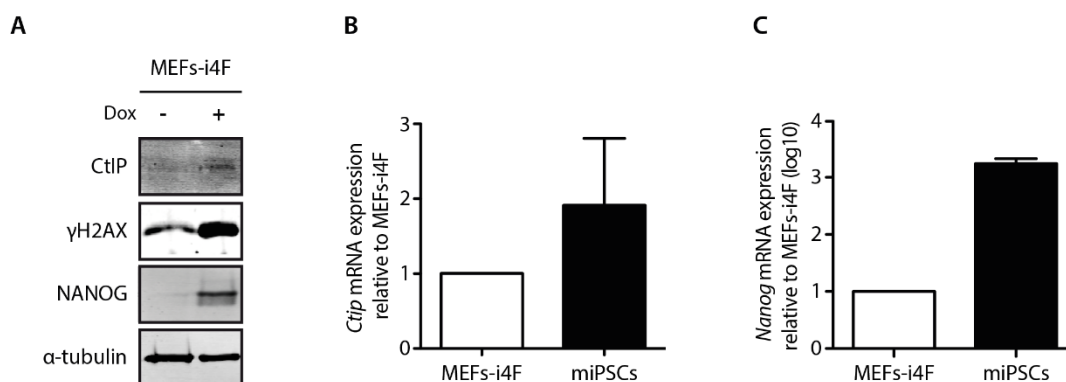 A
MEFs-i4F
Dox - +
CtIP
γH2AX
NANOG
α-tubulin
B
Ctip mRNA expression
relative to MEFs-i4F
3
2
1
0
MEFs-i4F miPSCs
C
Nanog mRNA expression
relative to MEFs-i4F (log10)
4
3
2
1
0
MEFs-i4F miPSCs